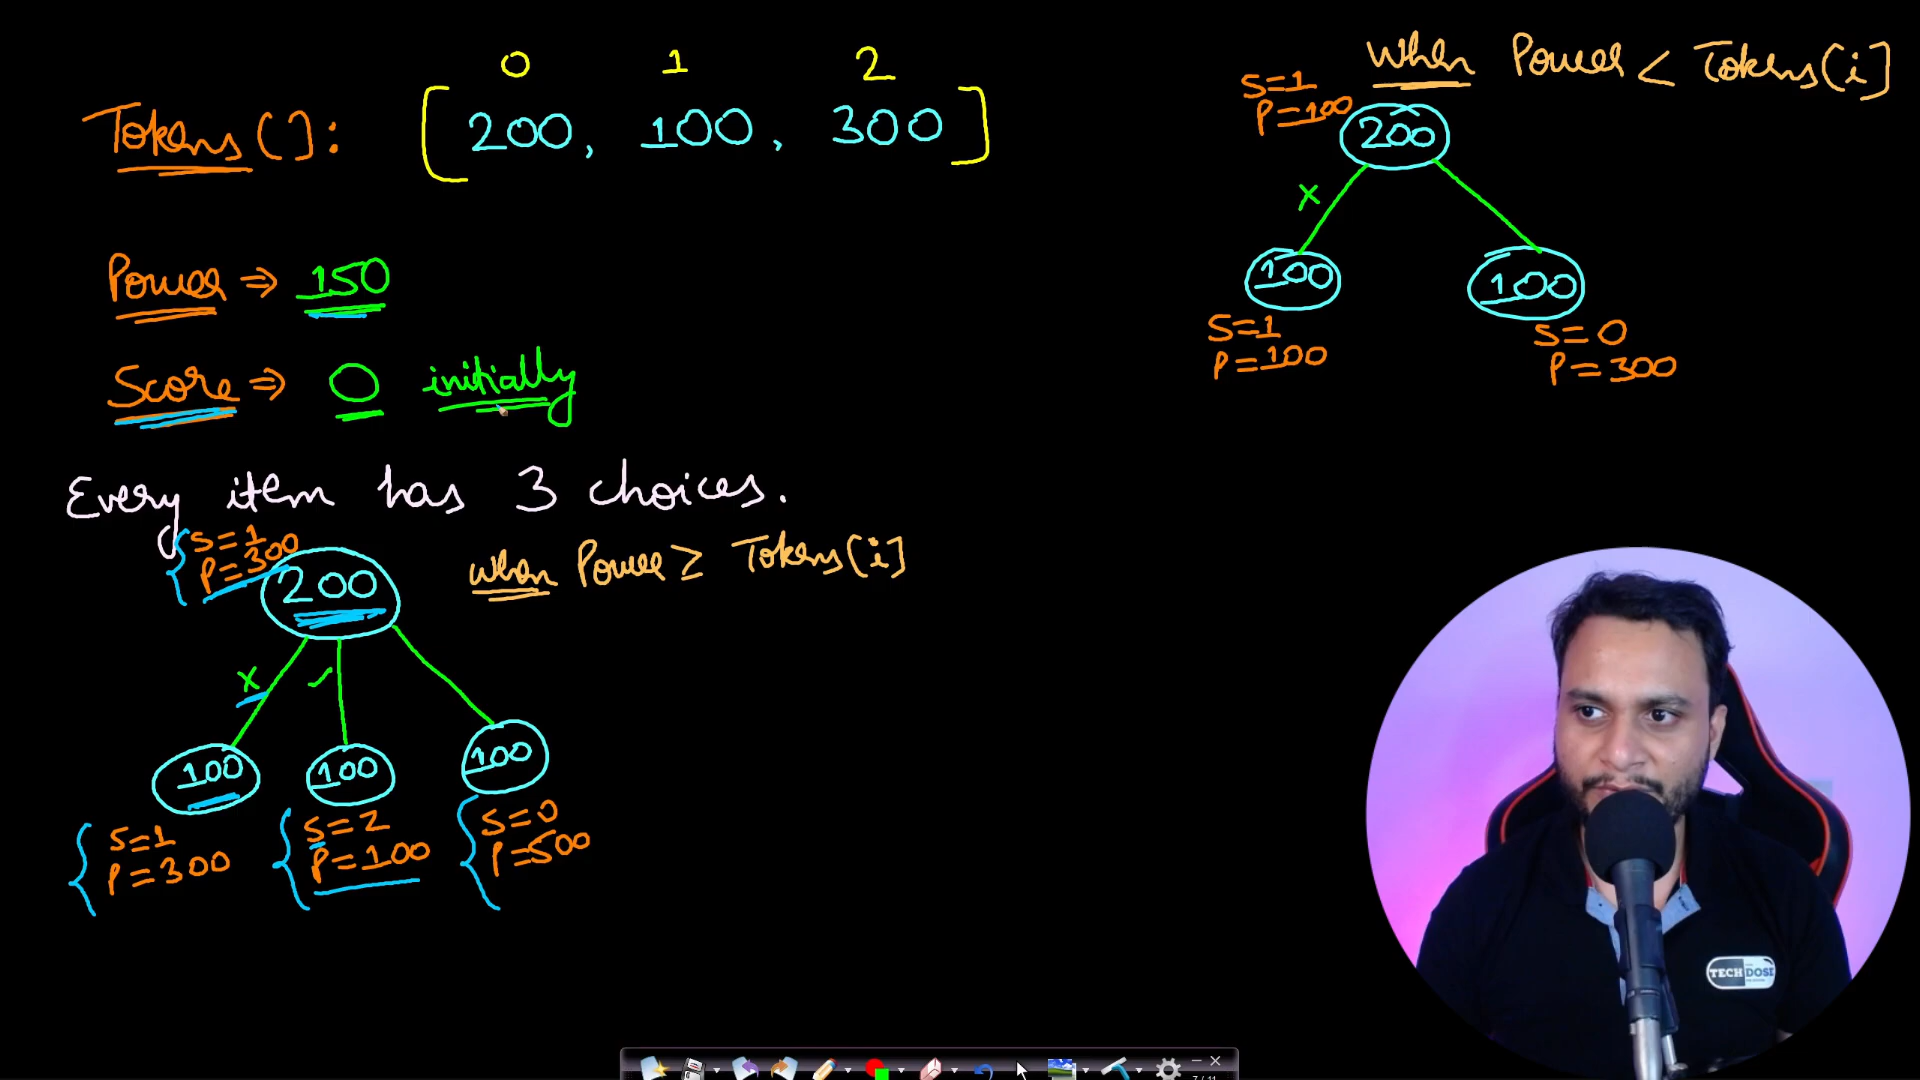 0 1 2
Tokens[]: [200, 100, 300]
Power ⇒ 150
Score ⇒ 0 initially
Every item has 3 choices.
S=1
P=300
200
when Power ≥ Tokens[i]
x ✓
100 100 100
S=1
P=300
S=2
P=100
S=0
P=500
when Power < Tokens[i]
S=1
P=100
200
x
100 100
S=1
P=100
S=0
P=300
TECH DOSE